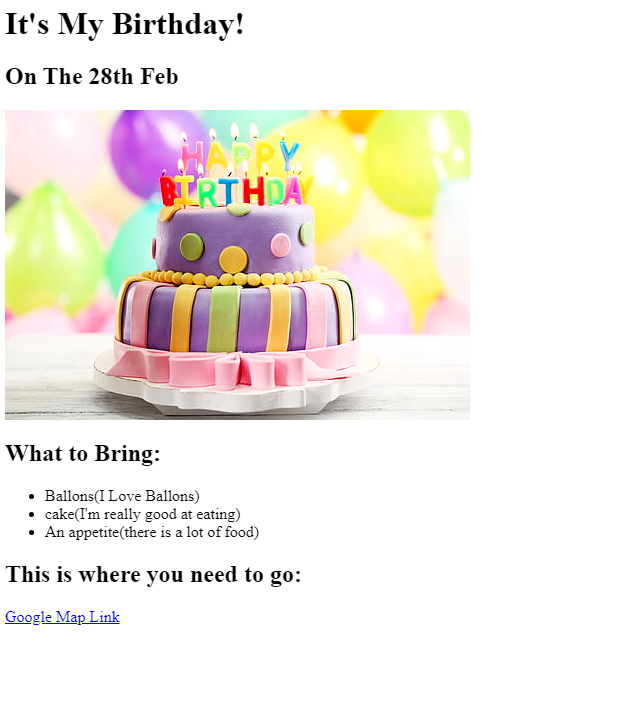 It's My Birthday!
On The 28th Feb
HAPPY
BIRTHDAY
What to Bring:
Ballons(I Love Ballons)
cake(I'm really good at eating)
An appetite(there is a lot of food)
This is where you need to go:
Google Map Link